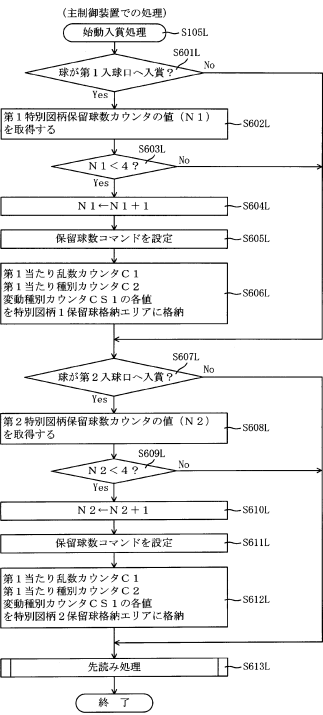 （主制御装置での処理）
始動入賞処理
S105L
球が第１入球口へ入賞？
S601L
No
Yes
第１特別図柄保留球数カウンタの値（Ｎ１）
を取得する
S602L
Ｎ１＜４？
S603L
No
Yes
Ｎ１←Ｎ１＋１
S604L
保留球数コマンドを設定
S605L
第１当たり乱数カウンタＣ１
第１当たり種別カウンタＣ２
変動種別カウンタＣＳ１の各値
を特別図柄１保留球格納エリアに格納
S606L
球が第２入球口へ入賞？
S607L
No
Yes
第２特別図柄保留球数カウンタの値（Ｎ２）
を取得する
S608L
Ｎ２＜４？
S609L
No
Yes
Ｎ２←Ｎ２＋１
S610L
保留球数コマンドを設定
S611L
第１当たり乱数カウンタＣ１
第１当たり種別カウンタＣ２
変動種別カウンタＣＳ１の各値
を特別図柄２保留球格納エリアに格納
S612L
先読み処理
S613L
終 了